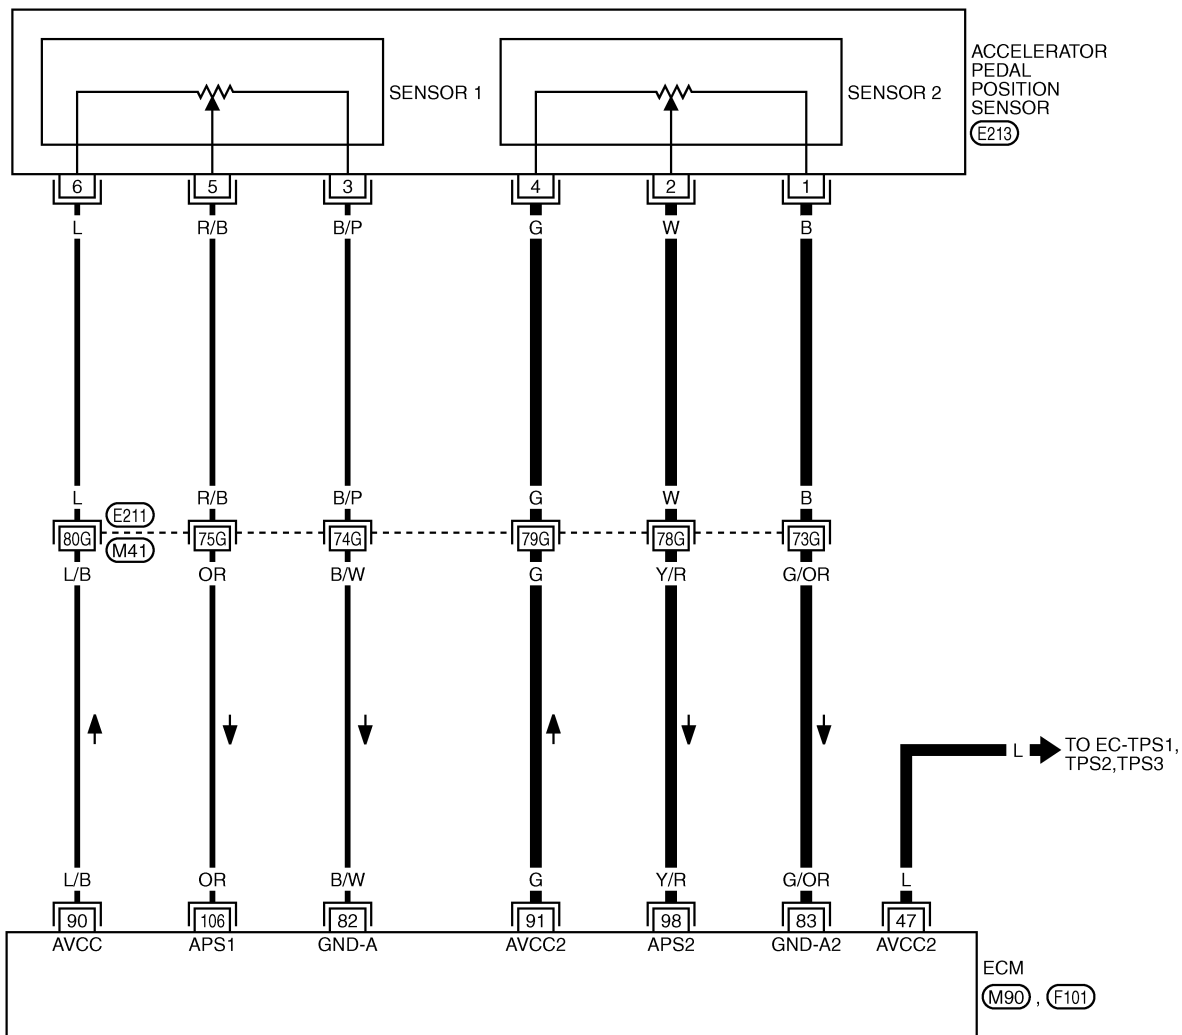 ACCELERATOR
PEDAL
POSITION
SENSOR
E213
SENSOR 1
SENSOR 2
6 5 3 4 2 1
L R/B B/P G W B
L R/B B/P G W B
E211
80G 75G 74G 79G 78G 73G
M41
L/B OR B/W G Y/R G/OR
L
TO EC-TPS1,
TPS2,TPS3
L/B OR B/W G Y/R G/OR L
90 106 82 91 98 83 47
AVCC APS1 GND-A AVCC2 APS2 GND-A2 AVCC2
ECM
M90 , F101